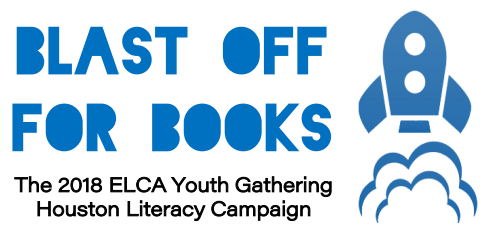 BLAST OFF
FOR BOOKS
The 2018 ELCA Youth Gathering
Houston Literacy Campaign